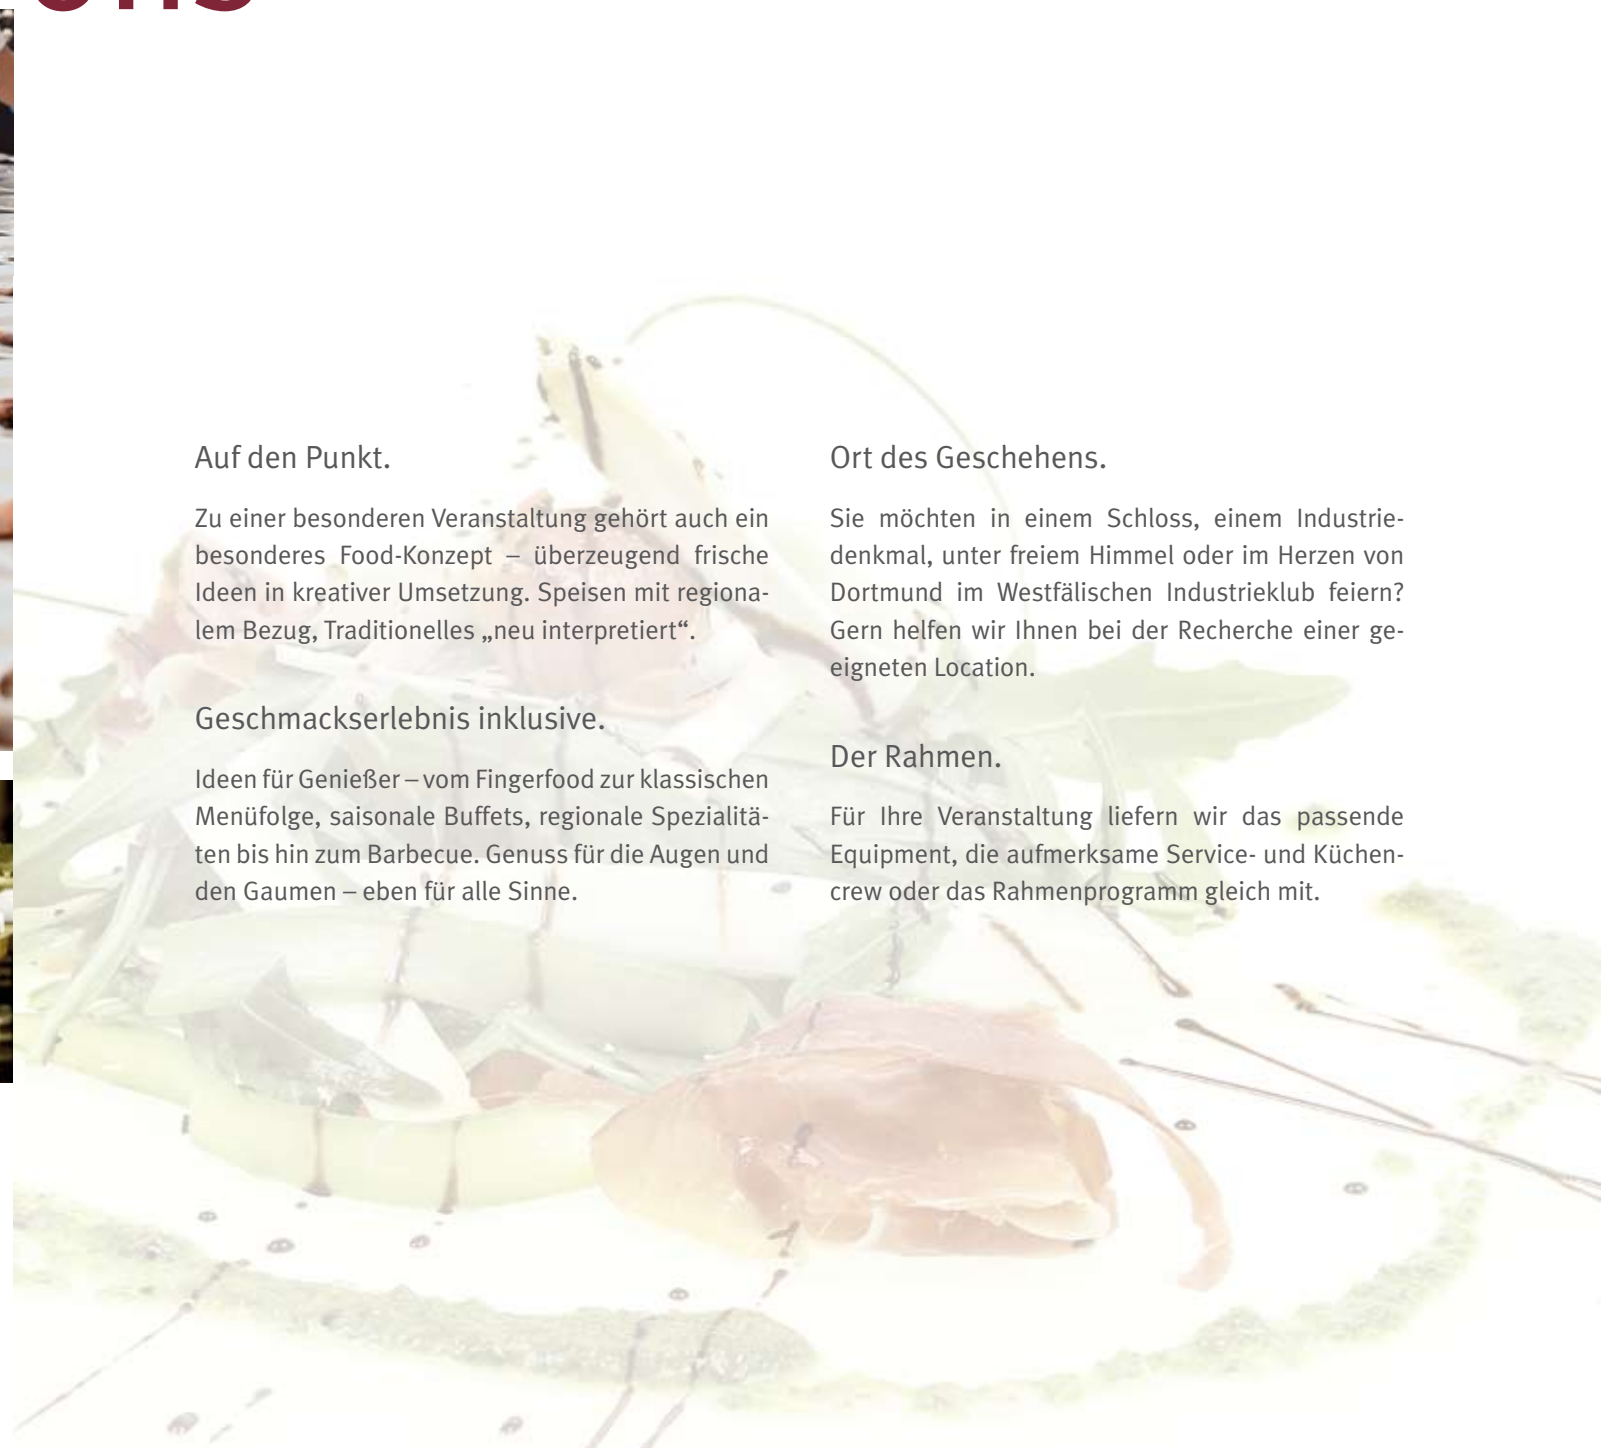 Auf den Punkt.
Zu einer besonderen Veranstaltung gehört auch ein
besonderes Food-Konzept – überzeugend frische
Ideen in kreativer Umsetzung. Speisen mit regiona-
lem Bezug, Traditionelles „neu interpretiert“.
Geschmackserlebnis inklusive.
Ideen für Genießer – vom Fingerfood zur klassischen
Menüfolge, saisonale Buffets, regionale Spezialitä-
ten bis hin zum Barbecue. Genuss für die Augen und
den Gaumen – eben für alle Sinne.
Ort des Geschehens.
Sie möchten in einem Schloss, einem Industrie-
denkmal, unter freiem Himmel oder im Herzen von
Dortmund im Westfälischen Industrieklub feiern?
Gern helfen wir Ihnen bei der Recherche einer ge-
eigneten Location.
Der Rahmen.
Für Ihre Veranstaltung liefern wir das passende
Equipment, die aufmerksame Service- und Küchen-
crew oder das Rahmenprogramm gleich mit.